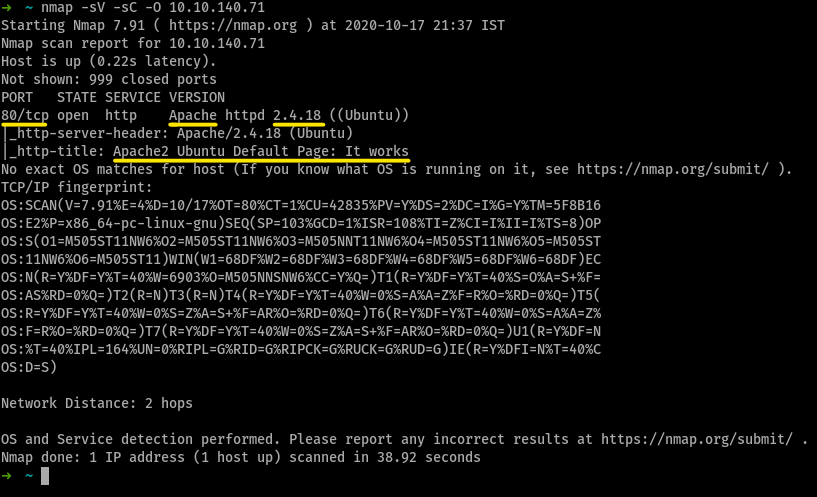 → ~ nmap -sV -sC -O 10.10.140.71
Starting Nmap 7.91 ( https://nmap.org ) at 2020-10-17 21:37 IST
Nmap scan report for 10.10.140.71
Host is up (0.22s latency).
Not shown: 999 closed ports
PORT   STATE SERVICE VERSION
80/tcp open  http    Apache httpd 2.4.18 ((Ubuntu))
|_http-server-header: Apache/2.4.18 (Ubuntu)
|_http-title: Apache2 Ubuntu Default Page: It works
No exact OS matches for host (If you know what OS is running on it, see https://nmap.org/submit/ ).
TCP/IP fingerprint:
OS:SCAN(V=7.91%E=4%D=10/17%OT=80%CT=1%CU=42835%PV=Y%DS=2%DC=I%G=Y%TM=5F8B16
OS:E2%P=x86_64-pc-linux-gnu)SEQ(SP=103%GCD=1%ISR=108%TI=Z%CI=I%II=I%TS=8)OP
OS:S(O1=M505ST11NW6%O2=M505ST11NW6%O3=M505NNT11NW6%O4=M505ST11NW6%O5=M505ST
OS:11NW6%O6=M505ST11)WIN(W1=68DF%W2=68DF%W3=68DF%W4=68DF%W5=68DF%W6=68DF)EC
OS:N(R=Y%DF=Y%T=40%W=6903%O=M505NNSNW6%CC=Y%Q=)T1(R=Y%DF=Y%T=40%S=O%A=S+%F=
OS:AS%RD=0%Q=)T2(R=N)T3(R=N)T4(R=Y%DF=Y%T=40%W=0%S=A%A=Z%F=R%O=%RD=0%Q=)T5(
OS:R=Y%DF=Y%T=40%W=0%S=Z%A=S+%F=AR%O=%RD=0%Q=)T6(R=Y%DF=Y%T=40%W=0%S=A%A=Z%
OS:F=R%O=%RD=0%Q=)T7(R=Y%DF=Y%T=40%W=0%S=Z%A=S+%F=AR%O=%RD=0%Q=)U1(R=Y%DF=N
OS:%T=40%IPL=164%UN=0%RIPL=G%RID=G%RIPCK=G%RUCK=G%RUD=G)IE(R=Y%DFI=N%T=40%C
OS:D=S)
Network Distance: 2 hops
OS and Service detection performed. Please report any incorrect results at https://nmap.org/submit/ .
Nmap done: 1 IP address (1 host up) scanned in 38.92 seconds
→ ~